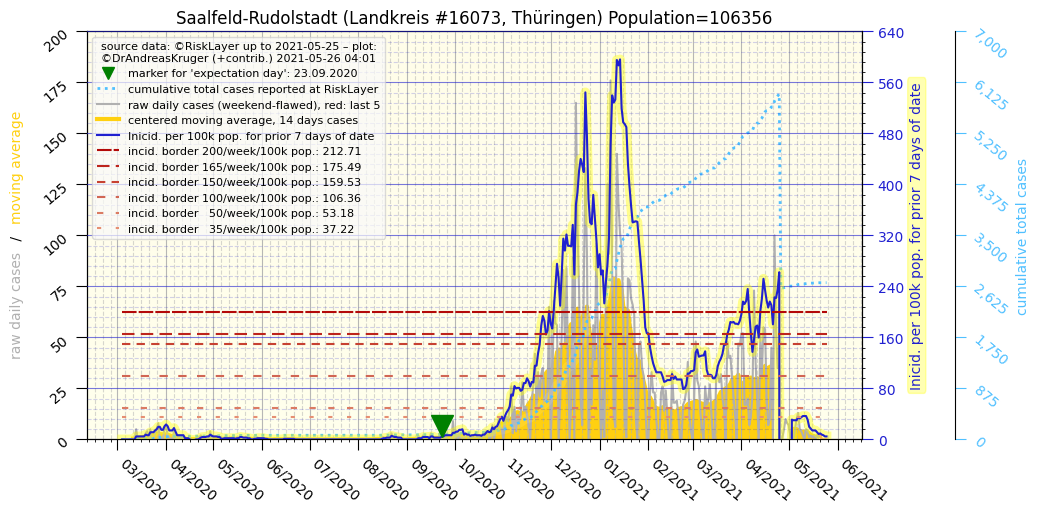 Saalfeld-Rudolstadt (Landkreis #16073, Thüringen) Population=106356
source data: ©RiskLayer up to 2021-05-25 – plot:
©DrAndreasKruger (+contrib.) 2021-05-26 04:01
marker for 'expectation day': 23.09.2020
cumulative total cases reported at RiskLayer
raw daily cases (weekend-flawed), red: last 5
centered moving average, 14 days cases
Inicid. per 100k pop. for prior 7 days of date
incid. border 200/week/100k pop.: 212.71
incid. border 165/week/100k pop.: 175.49
incid. border 150/week/100k pop.: 159.53
incid. border 100/week/100k pop.: 106.36
incid. border 50/week/100k pop.: 53.18
incid. border 35/week/100k pop.: 37.22
raw daily cases / moving average
200
175
150
125
100
75
50
25
0
640
560
480
400
320
240
160
80
0
Inicid. per 100k pop. for prior 7 days of date
7,000
6,125
5,250
4,375
3,500
2,625
1,750
875
0
cumulative total cases
03/2020
04/2020
05/2020
06/2020
07/2020
08/2020
09/2020
10/2020
11/2020
12/2020
01/2021
02/2021
03/2021
04/2021
05/2021
06/2021